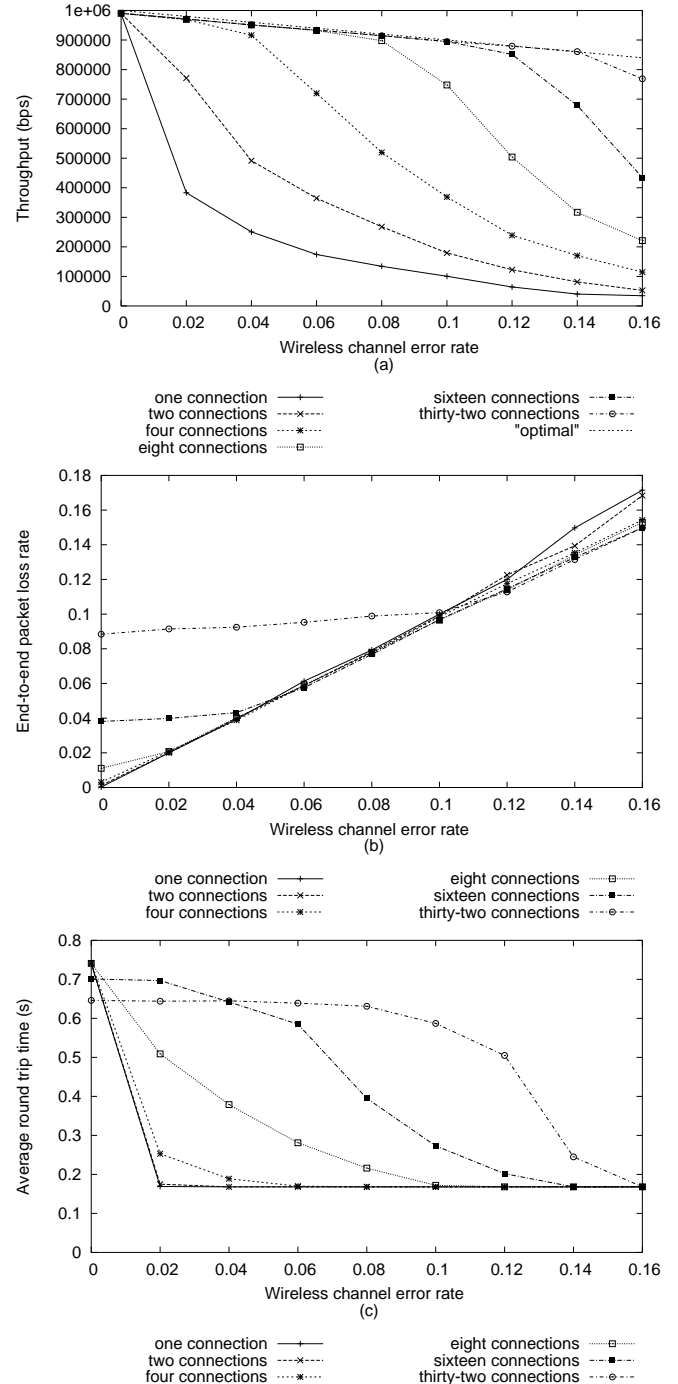 1e+06
900000
800000
700000
600000
500000
400000
300000
200000
100000
0
Throughput (bps)
0 0.02 0.04 0.06 0.08 0.1 0.12 0.14 0.16
Wireless channel error rate
(a)
one connection
two connections
four connections
eight connections
sixteen connections
thirty-two connections
"optimal"
0.18
0.16
0.14
0.12
0.1
0.08
0.06
0.04
0.02
0
End-to-end packet loss rate
0 0.02 0.04 0.06 0.08 0.1 0.12 0.14 0.16
Wireless channel error rate
(b)
one connection
two connections
four connections
eight connections
sixteen connections
thirty-two connections
0.8
0.7
0.6
0.5
0.4
0.3
0.2
0.1
0
Average round trip time (s)
0 0.02 0.04 0.06 0.08 0.1 0.12 0.14 0.16
Wireless channel error rate
(c)
one connection
two connections
four connections
eight connections
sixteen connections
thirty-two connections